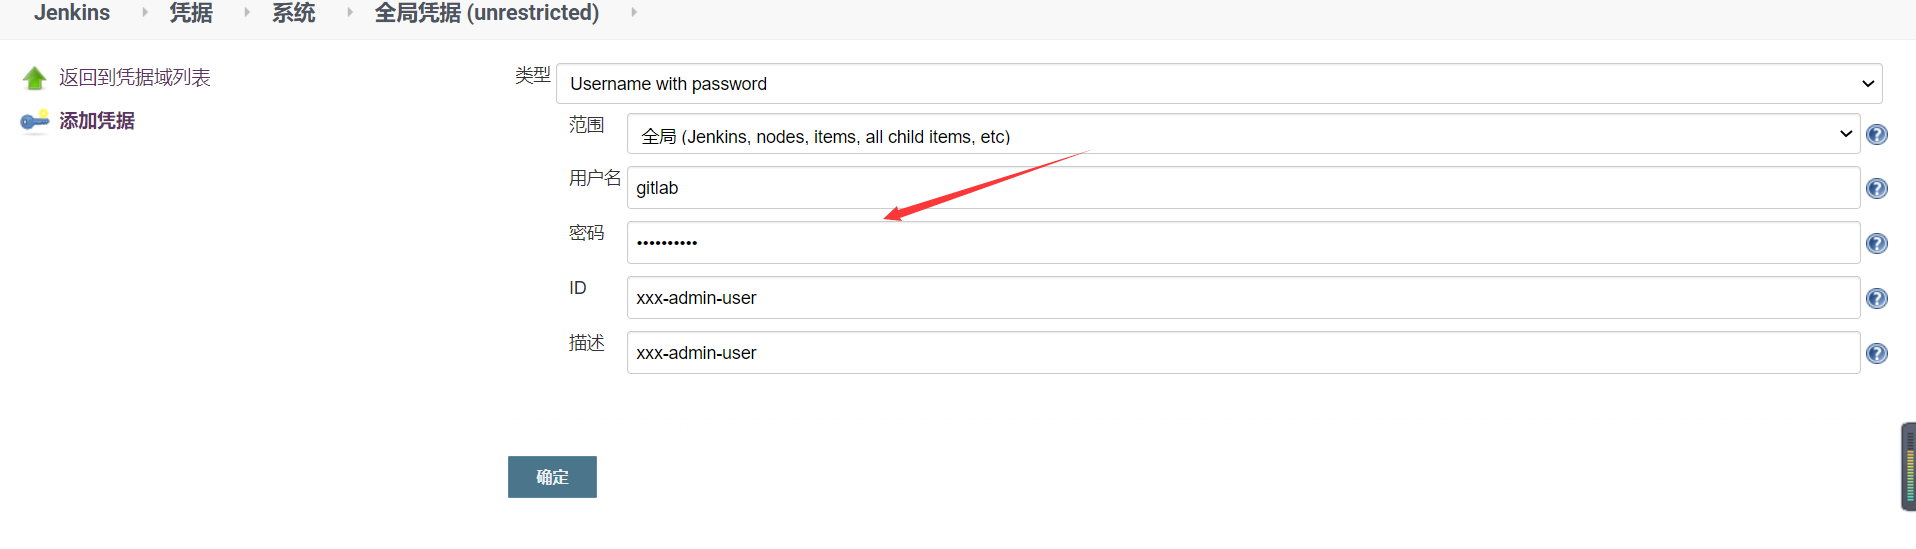 Jenkins 凭据 系统 全局凭据 (unrestricted)
返回到凭据域列表
添加凭据
类型 Username with password
范围 全局 (Jenkins, nodes, items, all child items, etc)
用户名 gitlab
密码 ••••••••••
ID xxx-admin-user
描述 xxx-admin-user
确定